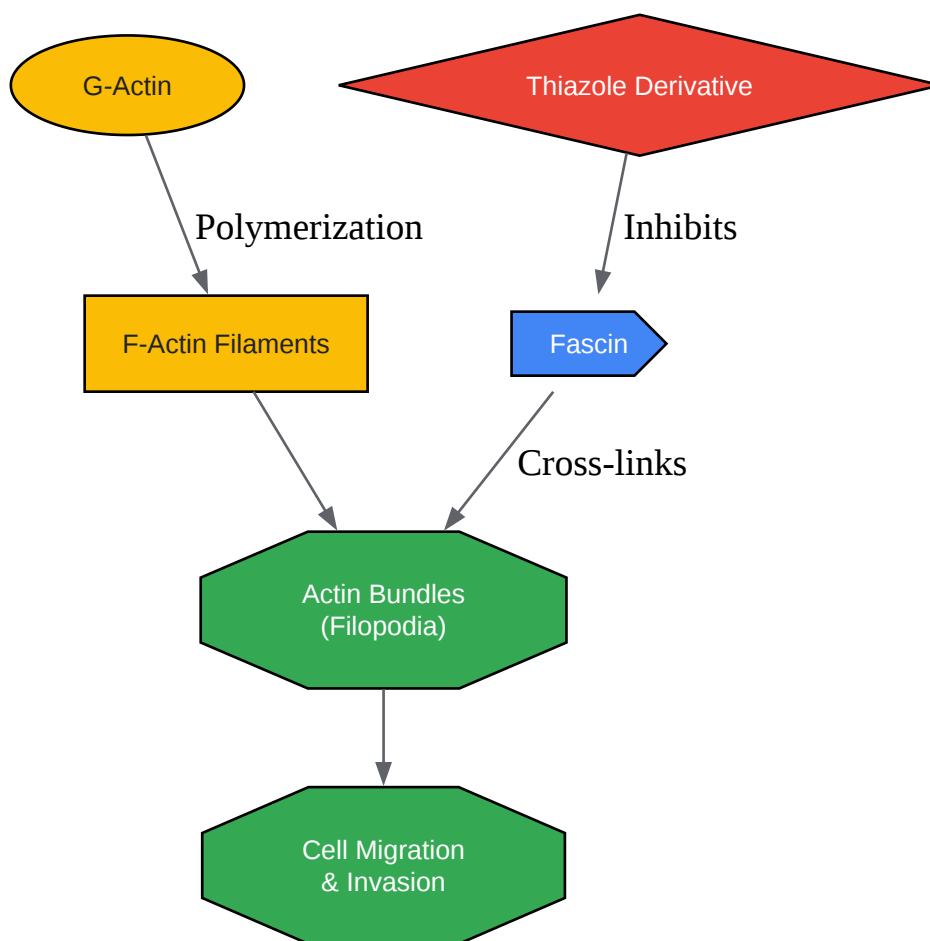 G-Actin
Thiazole Derivative
Polymerization
Inhibits
F-Actin Filaments
Fascin
Cross-links
Actin Bundles
(Filopodia)
Cell Migration
& Invasion